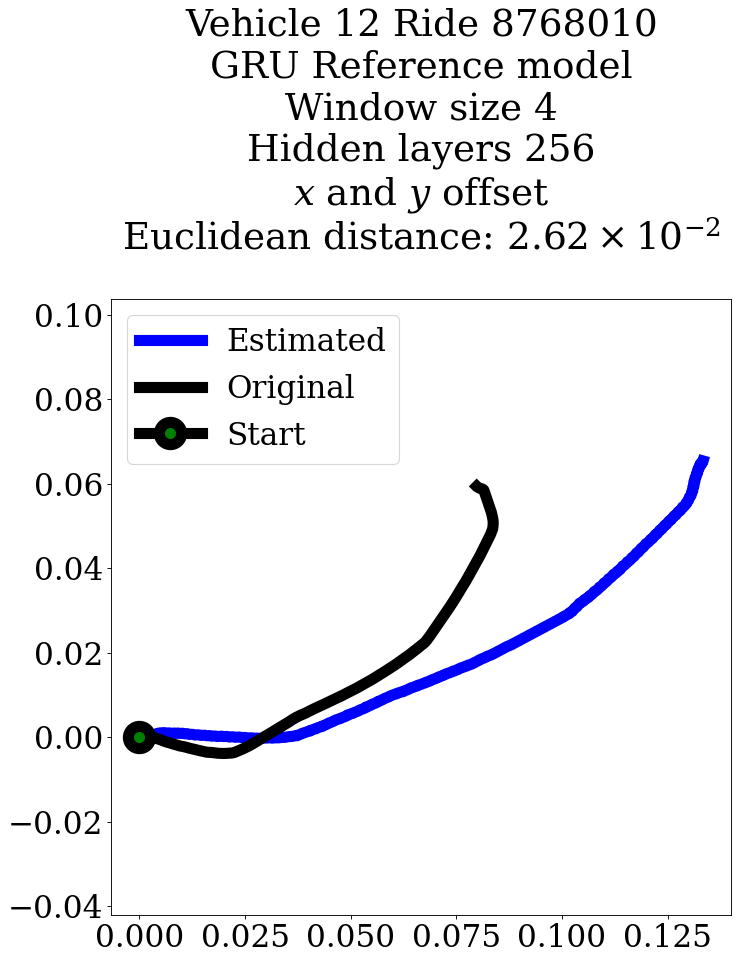 Vehicle 12 Ride 8768010
GRU Reference model
Window size 4
Hidden layers 256
x and y offset
Euclidean distance: 2.62 × 10⁻²
0.10
0.08
0.06
0.04
0.02
0.00
−0.02
−0.04
Estimated
Original
Start
0.000 0.025 0.050 0.075 0.100 0.125